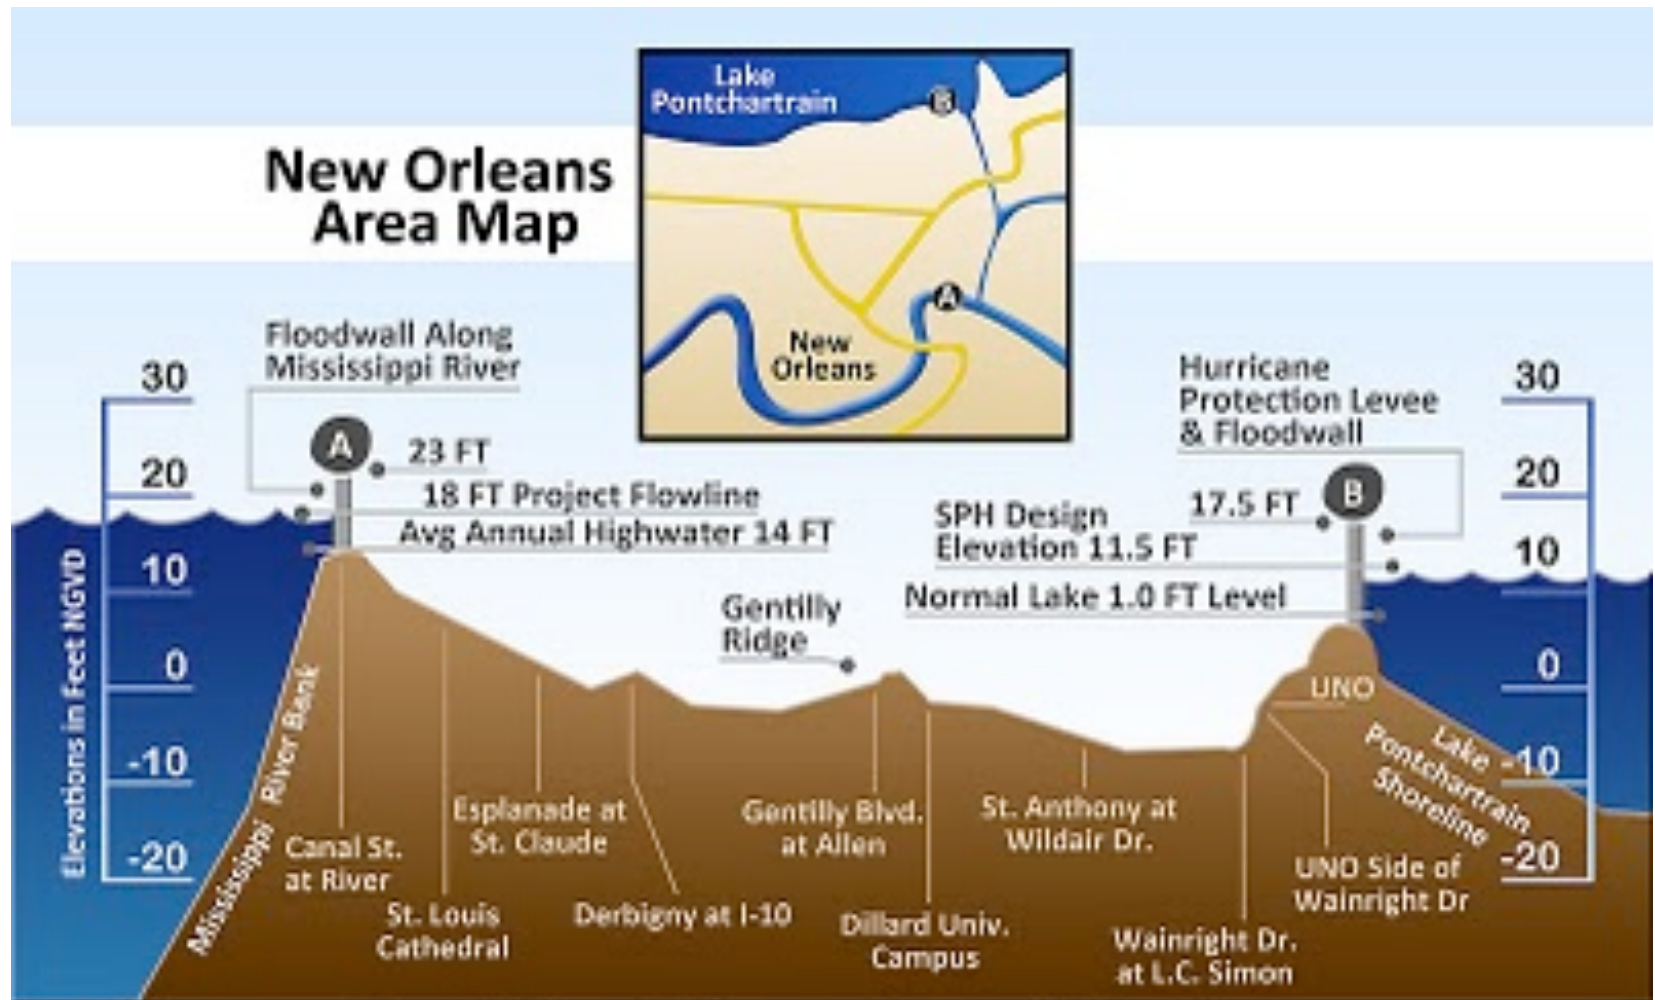 New Orleans
Area Map
Lake
Pontchartrain
B
A
New
Orleans
Floodwall Along
Mississippi River
A
23 FT
18 FT Project Flowline
Avg Annual Highwater 14 FT
Gentilly
Ridge
Hurricane
Protection Levee
& Floodwall
B
17.5 FT
SPH Design
Elevation 11.5 FT
Normal Lake 1.0 FT Level
Elevations in Feet NGVD
30
20
10
0
-10
-20
30
20
10
0
-10
-20
Mississippi River Bank
Canal St.
at River
St. Louis
Cathedral
Esplanade at
St. Claude
Derbigny at I-10
Gentilly Blvd.
at Allen
Dillard Univ.
Campus
St. Anthony at
Wildair Dr.
Wainright Dr.
at L.C. Simon
UNO
UNO Side of
Wainright Dr
Lake
Pontchartrain
Shoreline